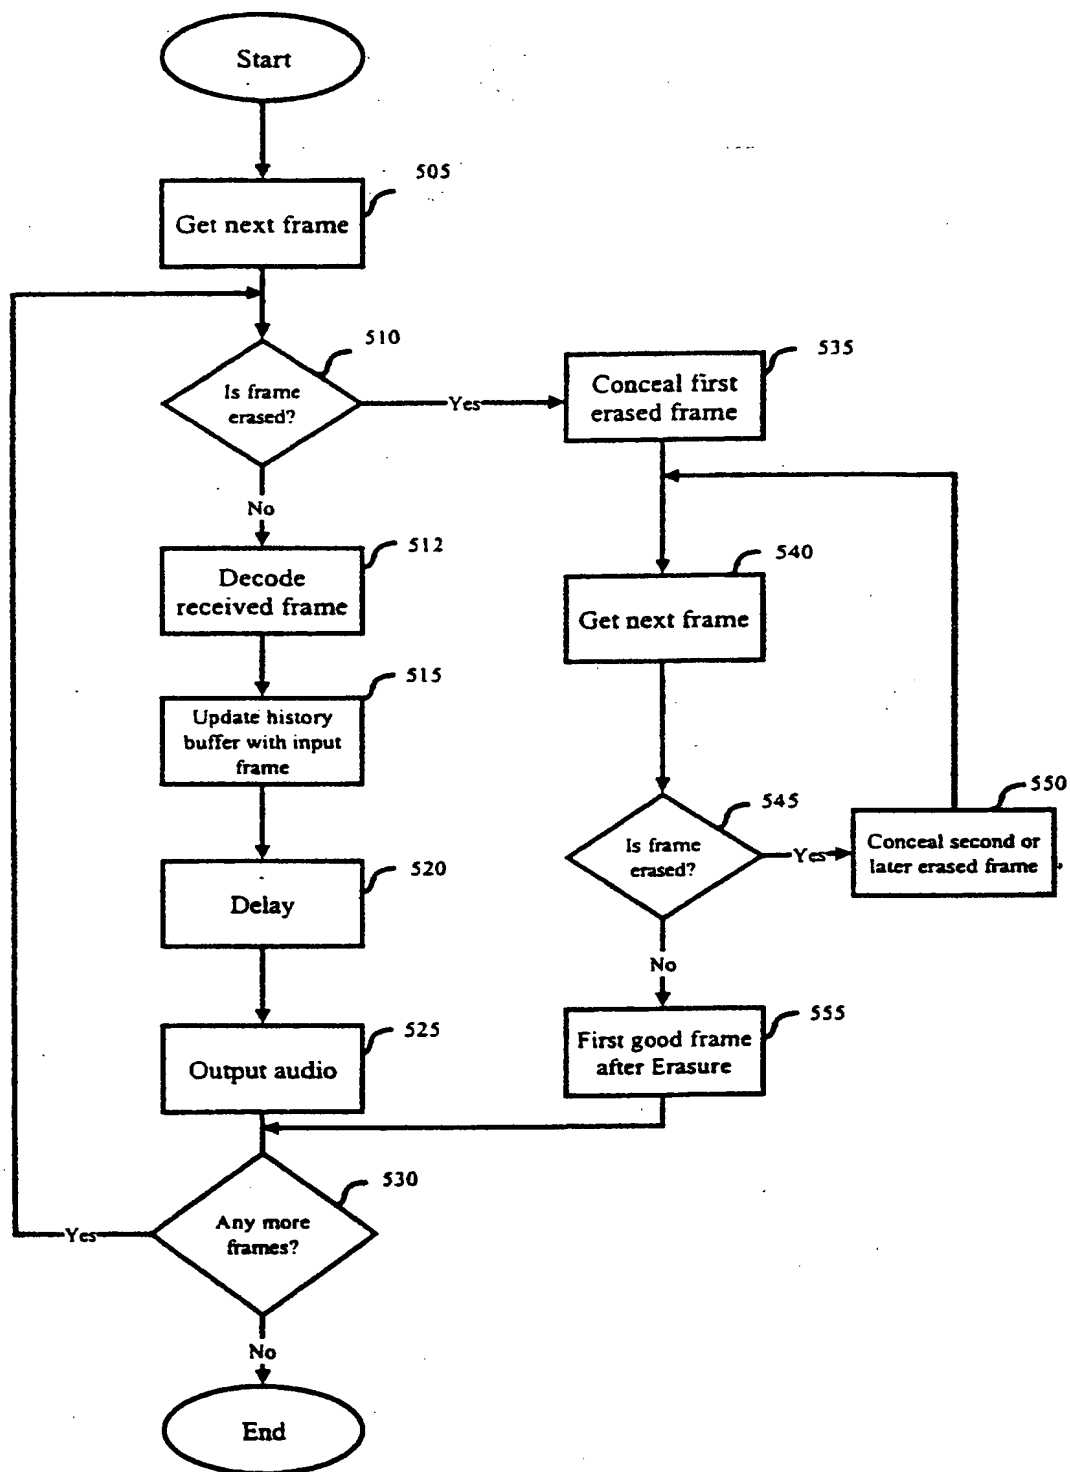 Start
505
Get next frame
510
Is frame
erased?
Yes
535
Conceal first
erased frame
No
512
Decode
received frame
540
Get next frame
515
Update history
buffer with input
frame
545
Is frame
erased?
Yes
550
Conceal second or
later erased frame
520
Delay
No
525
Output audio
555
First good frame
after Erasure
530
Any more
frames?
Yes
No
End